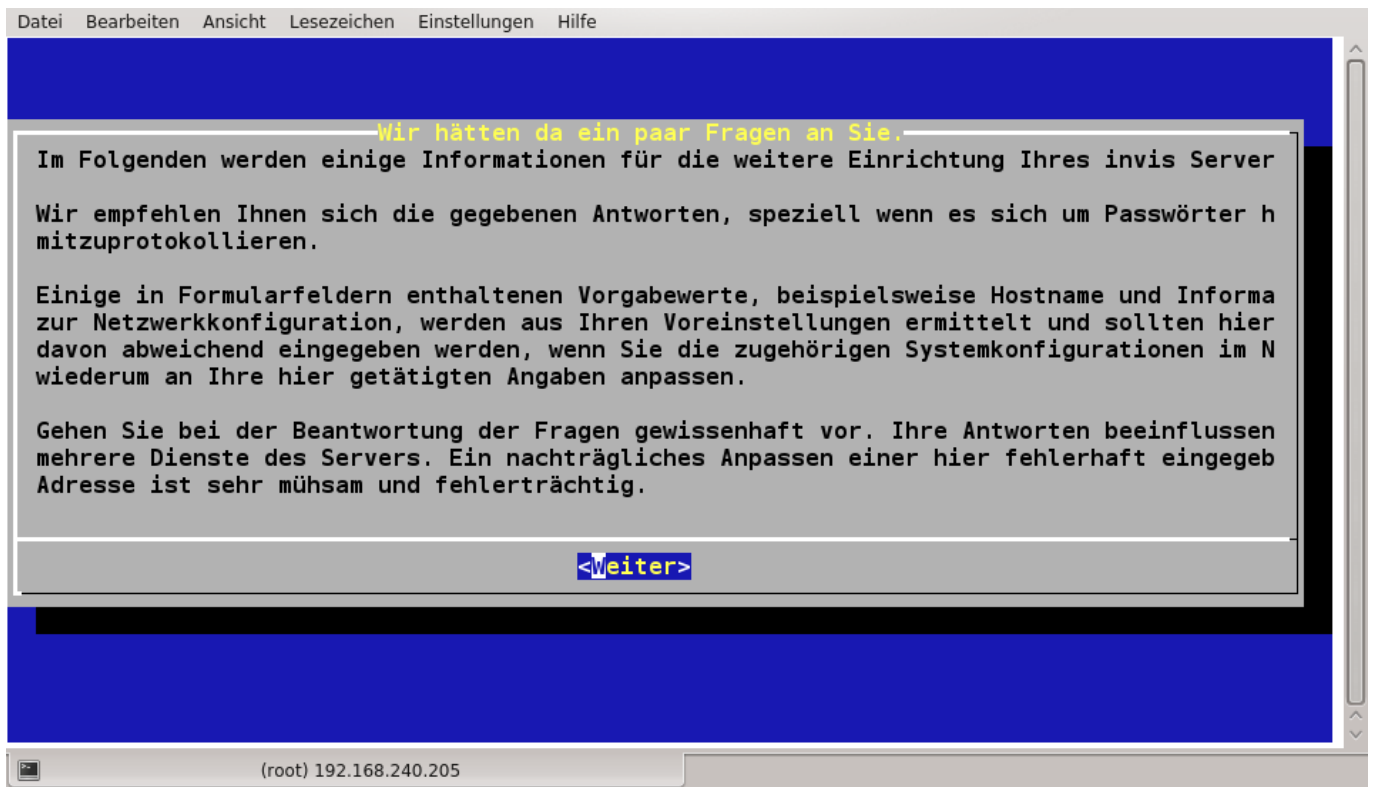 Datei Bearbeiten Ansicht Lesezeichen Einstellungen Hilfe
Wir hätten da ein paar Fragen an Sie.
Im Folgenden werden einige Informationen für die weitere Einrichtung Ihres invis Server
Wir empfehlen Ihnen sich die gegebenen Antworten, speziell wenn es sich um Passwörter h
mitzuprotokollieren.
Einige in Formularfeldern enthaltenen Vorgabewerte, beispielsweise Hostname und Informa
zur Netzwerkkonfiguration, werden aus Ihren Voreinstellungen ermittelt und sollten hier
davon abweichend eingegeben werden, wenn Sie die zugehörigen Systemkonfigurationen im N
wiederum an Ihre hier getätigten Angaben anpassen.
Gehen Sie bei der Beantwortung der Fragen gewissenhaft vor. Ihre Antworten beeinflussen
mehrere Dienste des Servers. Ein nachträgliches Anpassen einer hier fehlerhaft eingegeb
Adresse ist sehr mühsam und fehlerträchtig.
<Weiter>
(root) 192.168.240.205